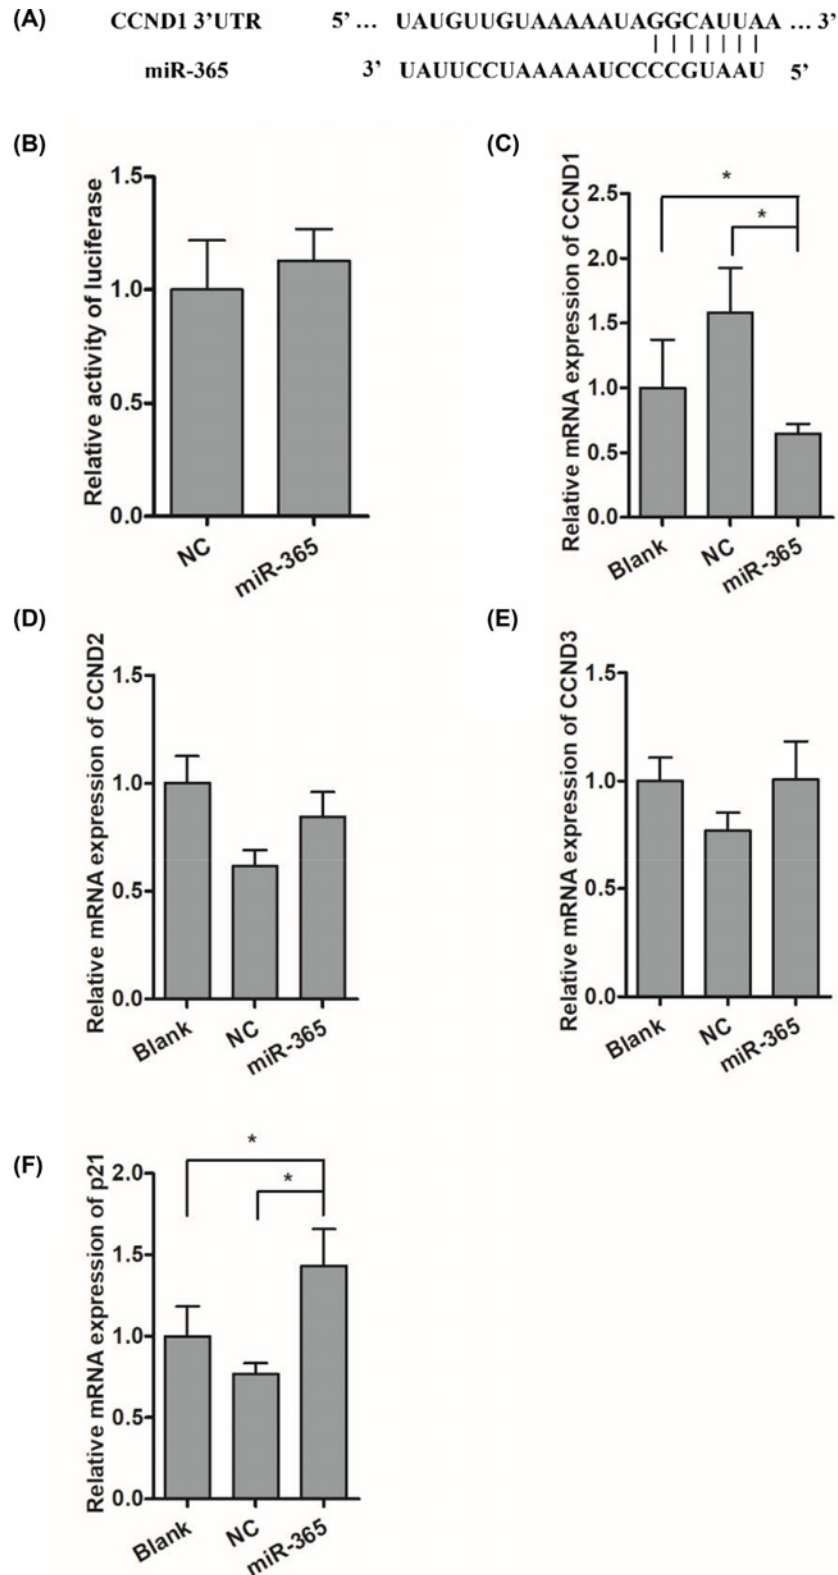 (A) CCND1 3'UTR 5' ... UAUGUUGUAAAAAUAGGCAUUAA ... 3'
miR-365 3' UAUUCCUAAAAAUCCCCGUAAU 5'
(B)
Relative activity of luciferase
1.5
1.0
0.5
0.0
NC
miR-365
(C)
Relative mRNA expression of CCND1
2.5
2.0
1.5
1.0
0.5
0.0
*
*
Blank
NC
miR-365
(D)
Relative mRNA expression of CCND2
1.5
1.0
0.5
0.0
Blank
NC
miR-365
(E)
Relative mRNA expression of CCND3
1.5
1.0
0.5
0.0
Blank
NC
miR-365
(F)
Relative mRNA expression of p21
2.0
1.5
1.0
0.5
0.0
*
*
Blank
NC
miR-365